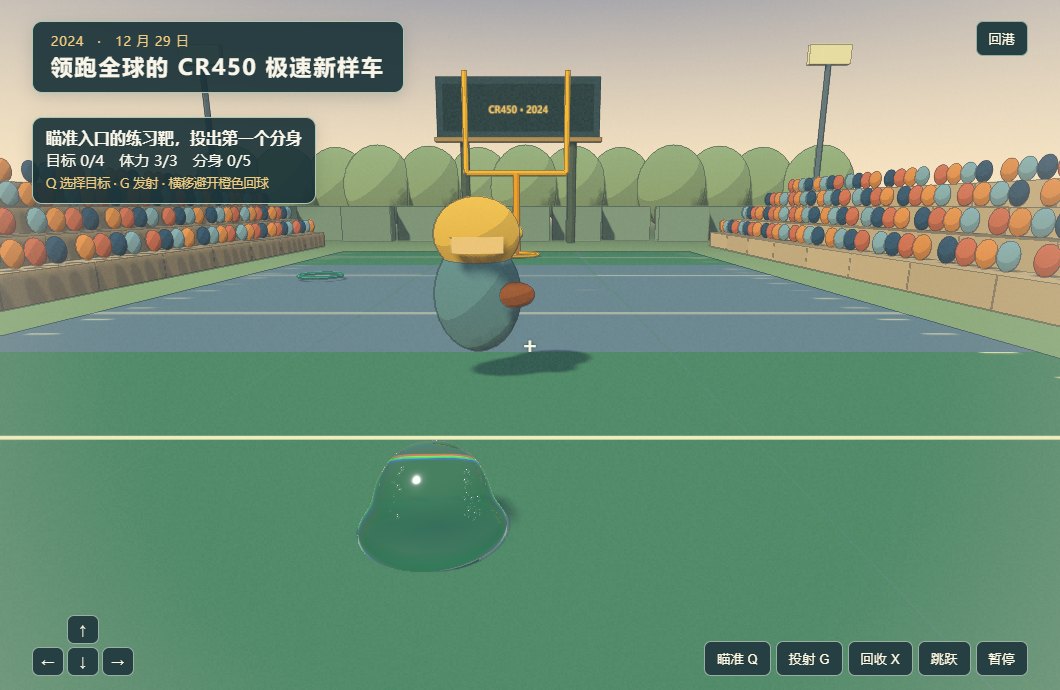 2024 · 12 月 29 日
领跑全球的 CR450 极速新样车
回港
CR450 • 2024
瞄准入口的练习靶，投出第一个分身
目标 0/4 体力 3/3 分身 0/5
Q 选择目标 · G 发射 · 横移避开橙色回球
↑
← ↓ →
瞄准 Q 投射 G 回收 X 跳跃 暂停